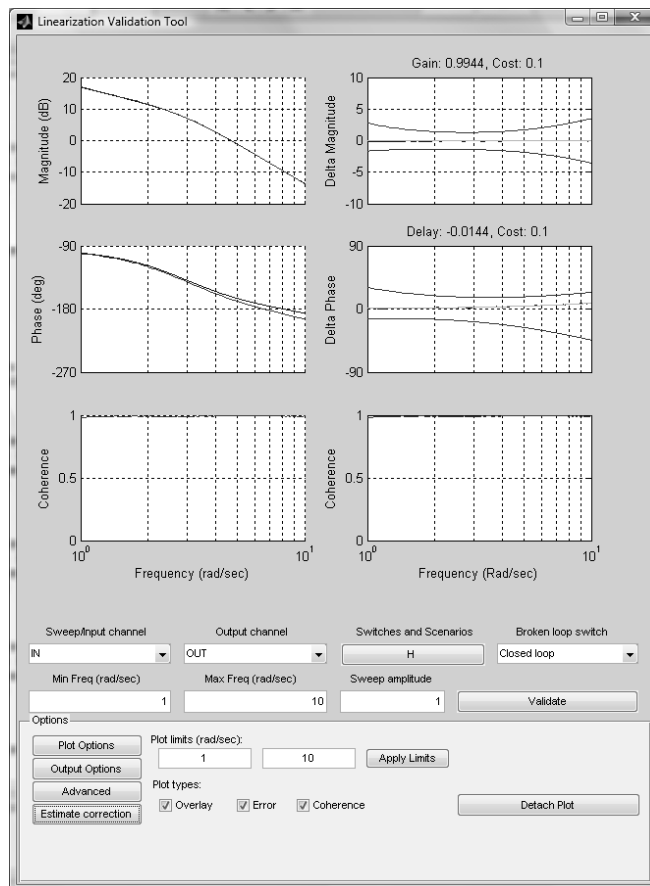 Linearization Validation Tool
Gain: 0.9944, Cost: 0.1
20
10
0
-10
-20
Magnitude (dB)
10
5
0
-5
-10
Delta Magnitude
Delay: -0.0144, Cost: 0.1
-90
-180
-270
Phase (deg)
90
0
-90
Delta Phase
1
0.5
0
Coherence
10^0
10^1
Frequency (rad/sec)
1
0.5
0
Coherence
10^0
10^1
Frequency (Rad/sec)
Sweep/Input channel
Output channel
Switches and Scenarios
Broken loop switch
IN
OUT
H
Closed loop
Min Freq (rad/sec)
Max Freq (rad/sec)
Sweep amplitude
1
10
1
Validate
Options
Plot Options
Plot limits (rad/sec):
1
10
Apply Limits
Output Options
Advanced
Plot types:
Estimate correction
Overlay
Error
Coherence
Detach Plot